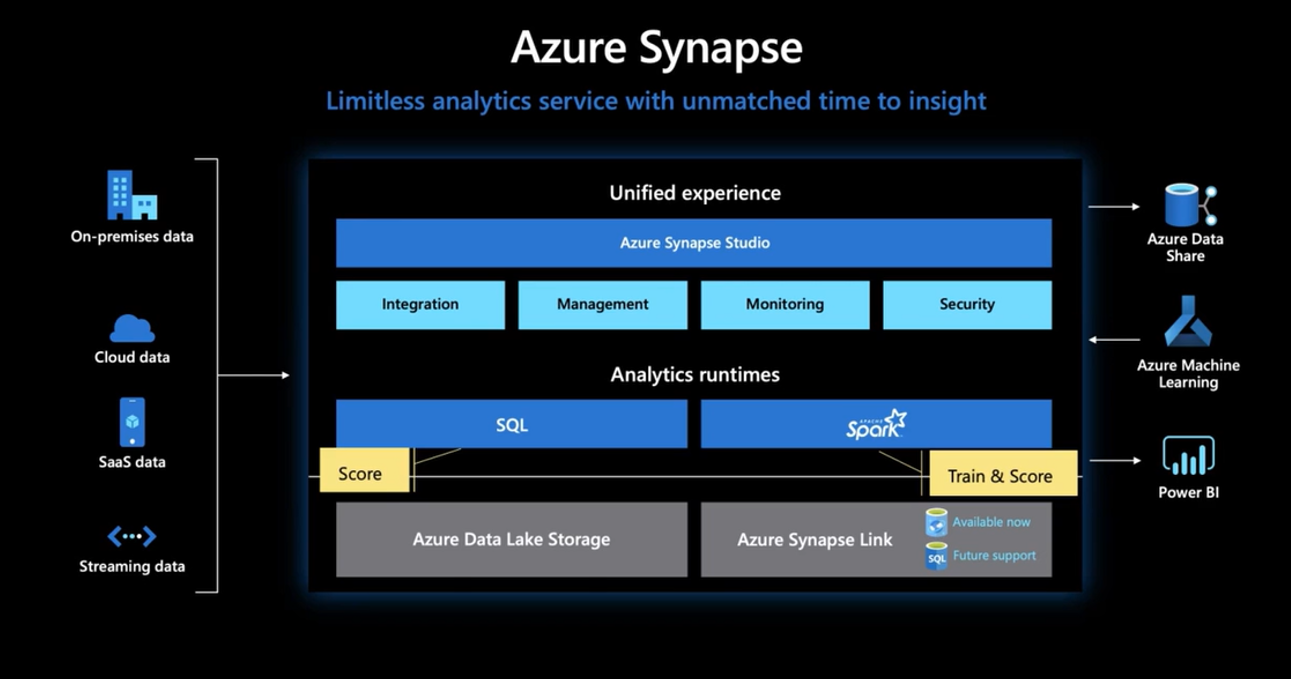 Azure Synapse
Limitless analytics service with unmatched time to insight
On-premises data
Cloud data
SaaS data
Streaming data
Unified experience
Azure Synapse Studio
Integration
Management
Monitoring
Security
Analytics runtimes
SQL
APACHE
Spark
Score
Train & Score
Azure Data Lake Storage
Azure Synapse Link
Available now
SQL
Future support
Azure Data
Share
Azure Machine
Learning
Power BI